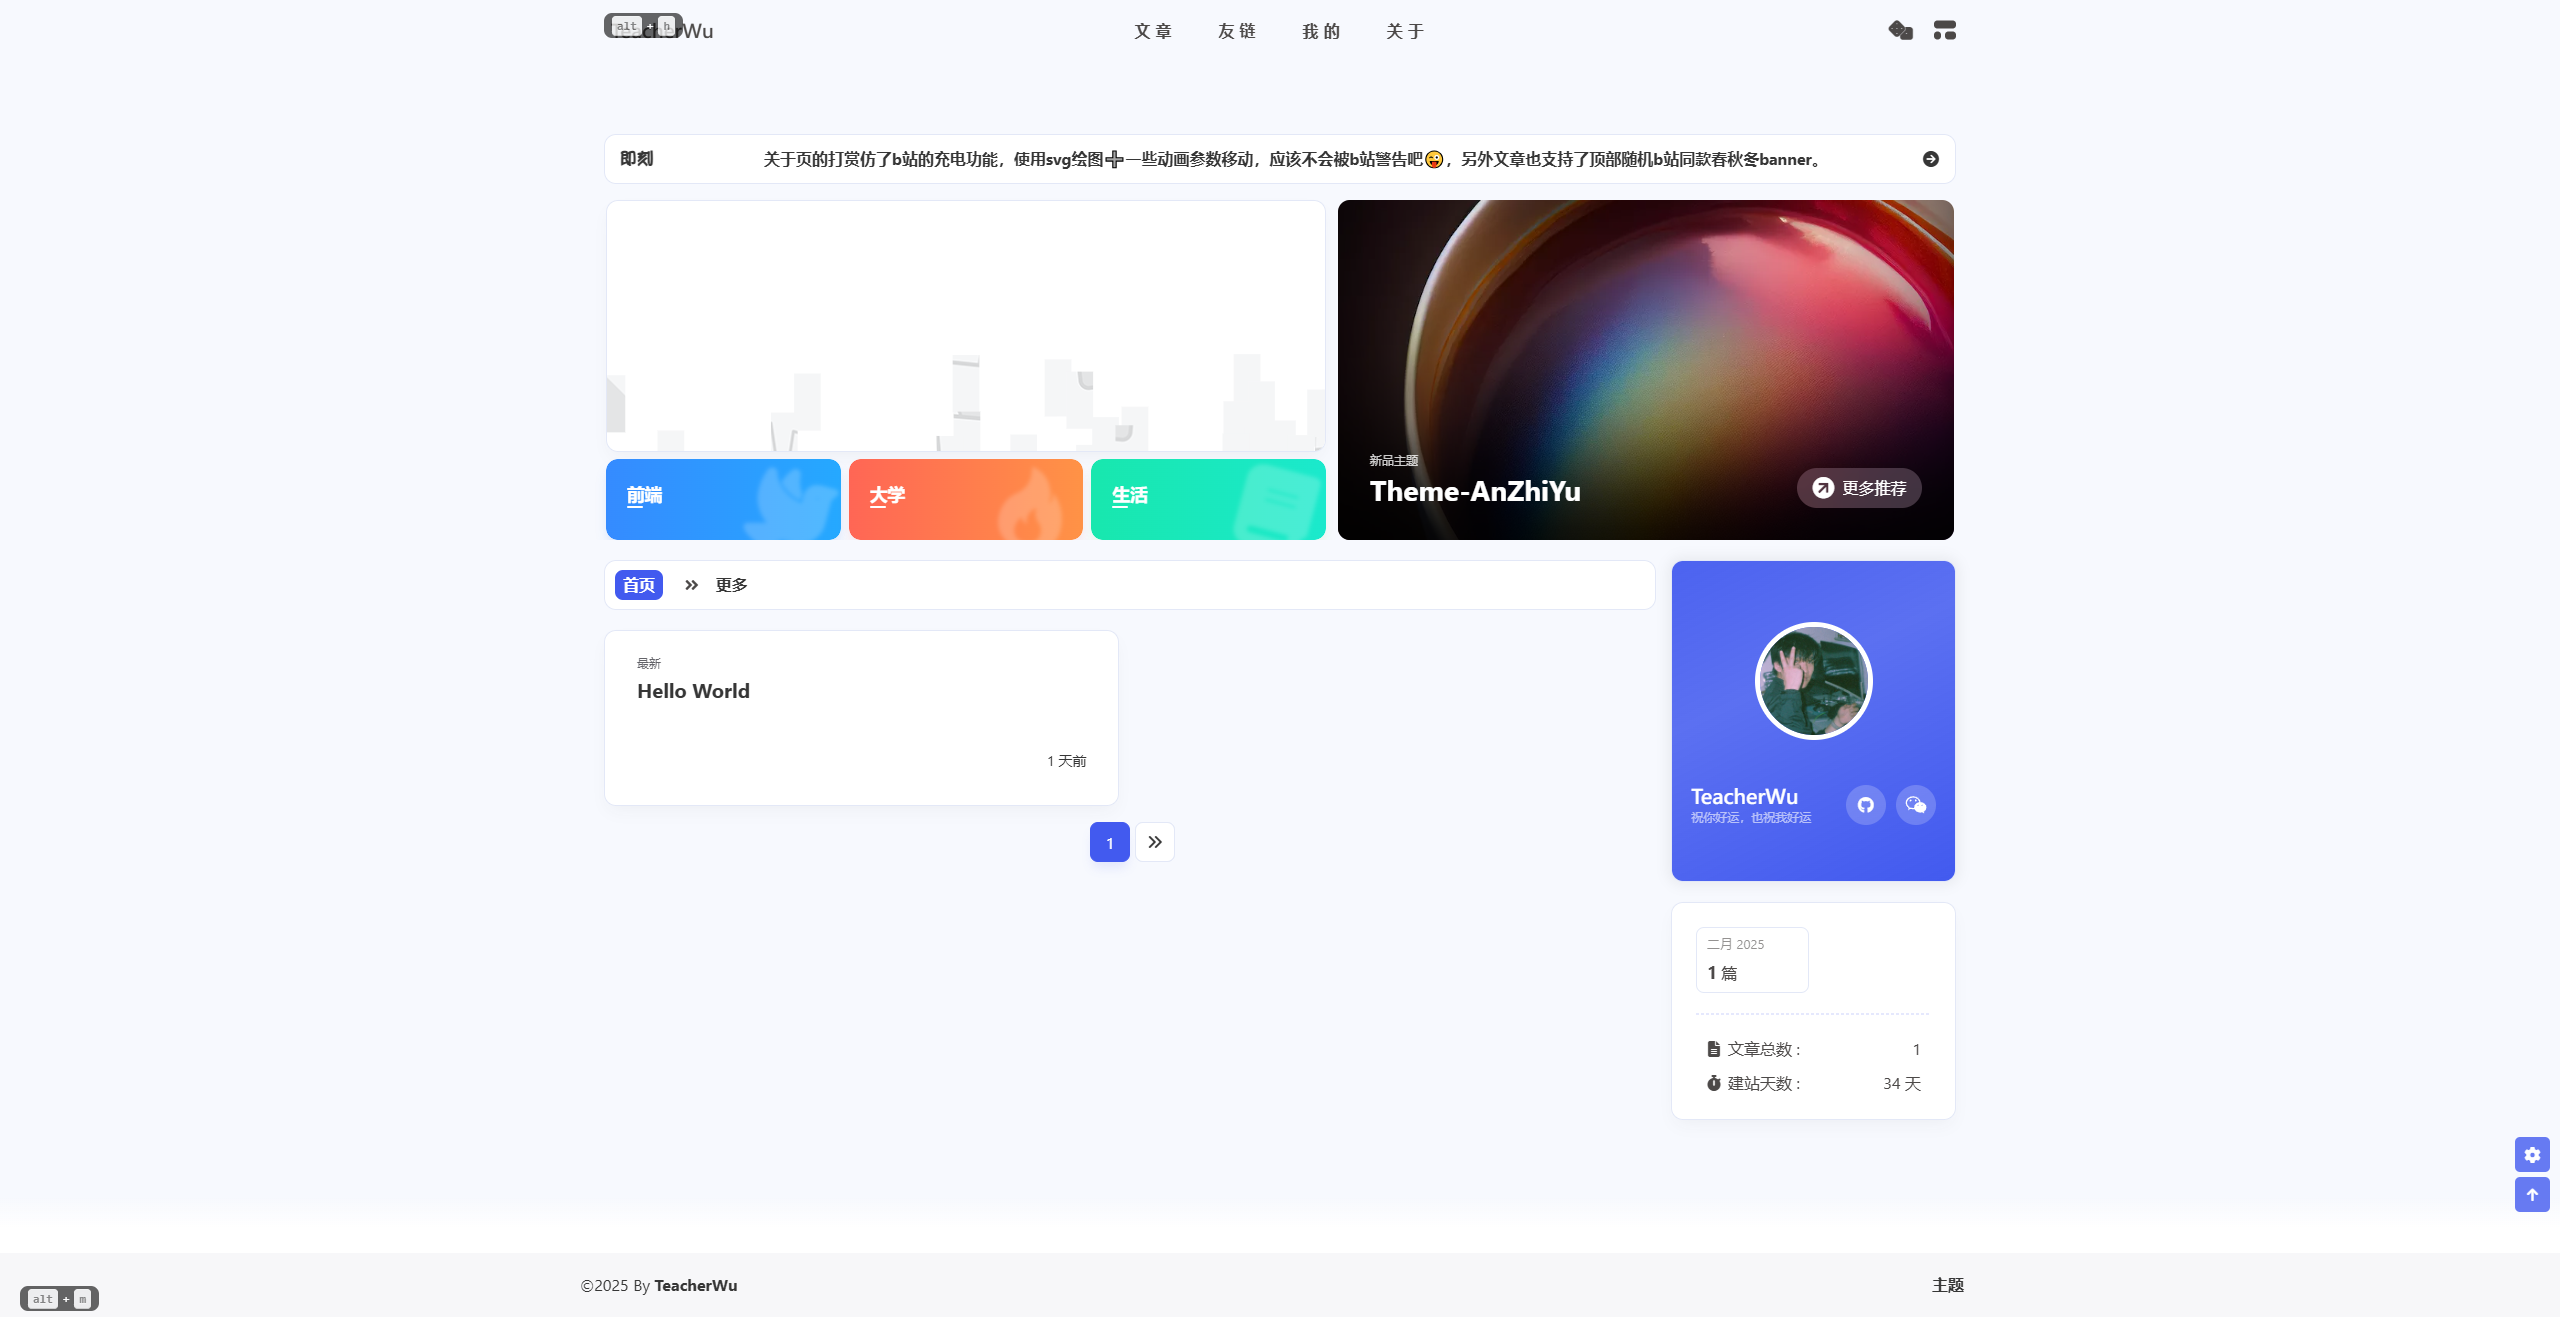 TeacherWu
alt + h
文章
友链
我的
关于
即刻
关于页的打赏仿了b站的充电功能，使用svg绘图➕一些动画参数移动，应该不会被b站警告吧😜，另外文章也支持了顶部随机b站同款春秋冬banner。
新品主题
Theme-AnZhiYu
更多推荐
前端
大学
生活
首页
更多
最新
Hello World
1 天前
1
TeacherWu
祝你好运，也祝我好运
二月 2025
1 篇
文章总数 :
1
建站天数 :
34 天
©2025 By TeacherWu
主题
alt + m